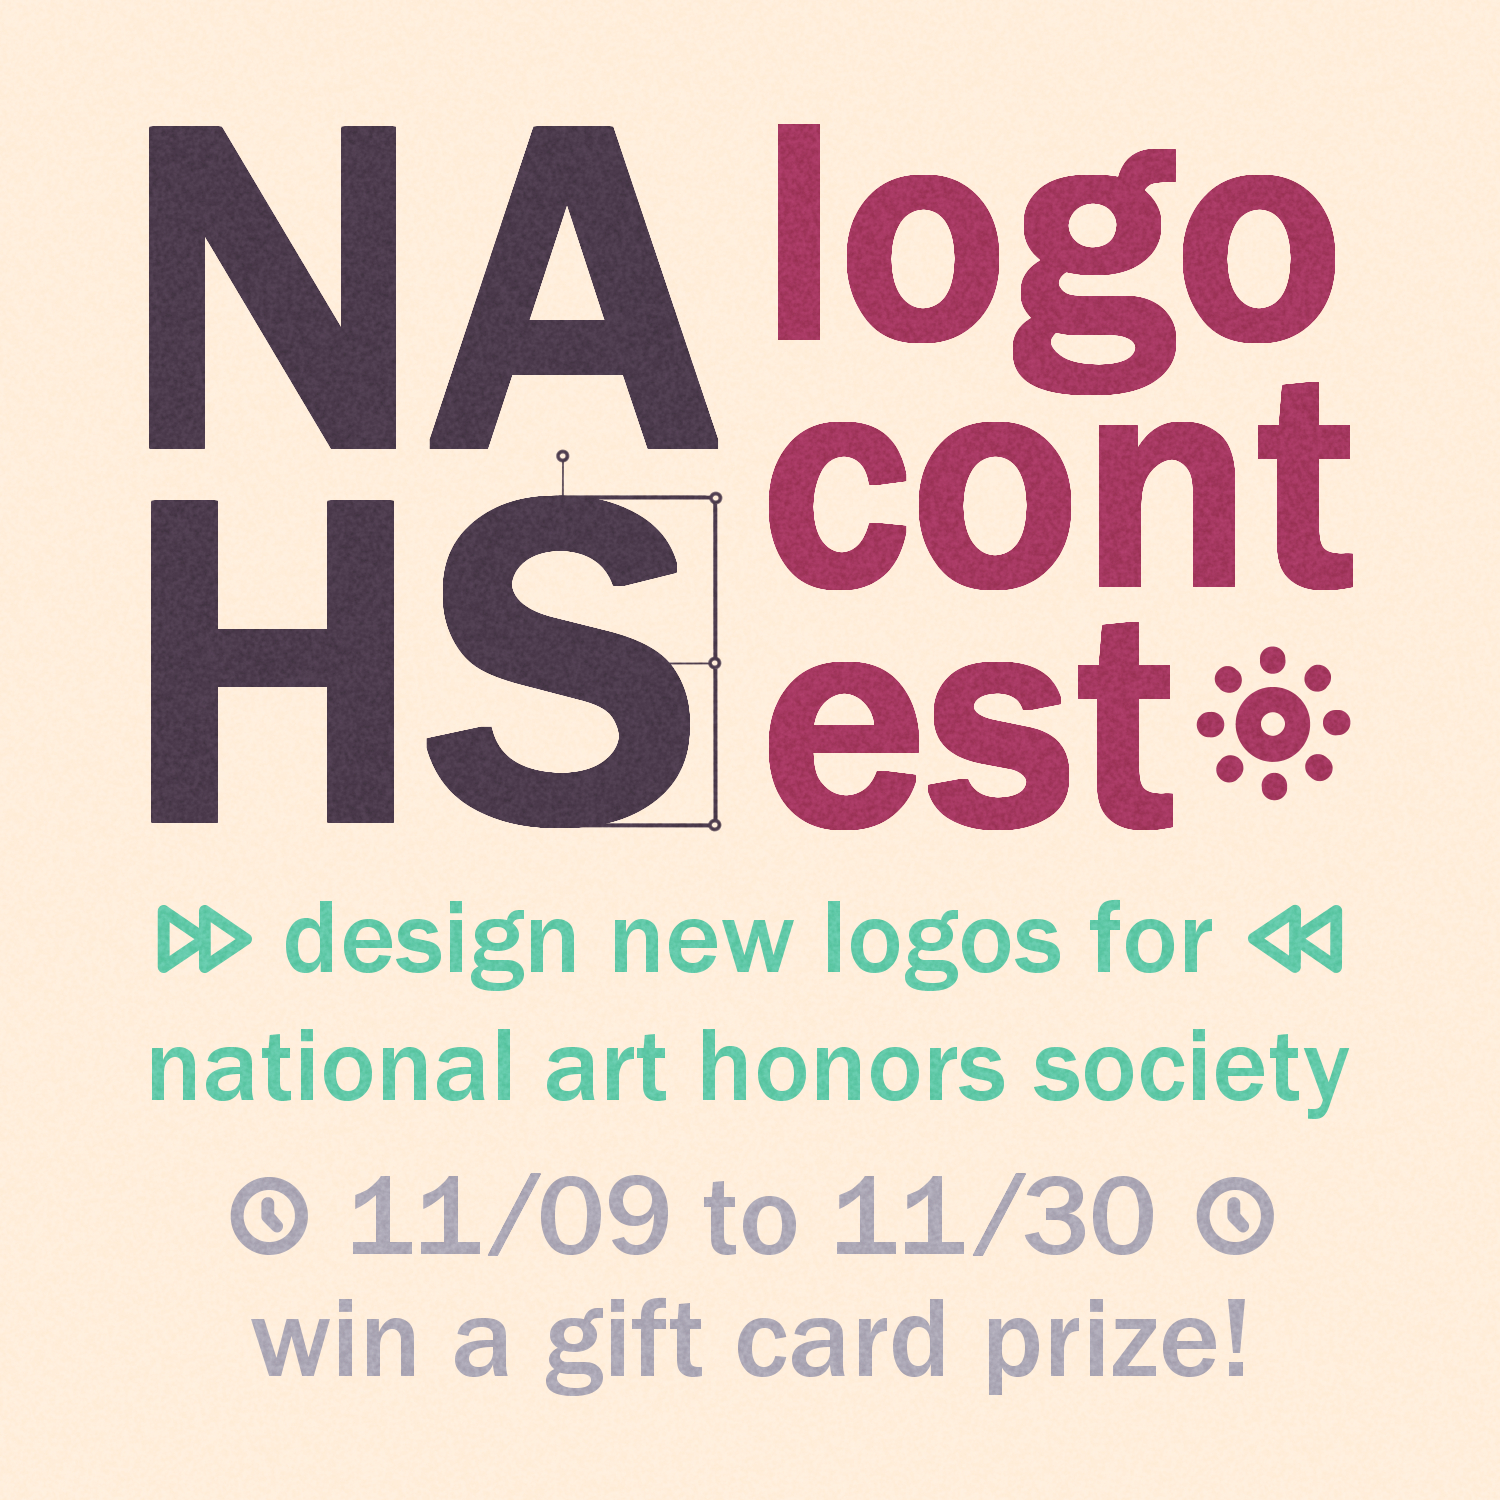 NA
HS
logo
cont
est
design new logos for
national art honors society
11/09 to 11/30
win a gift card prize!